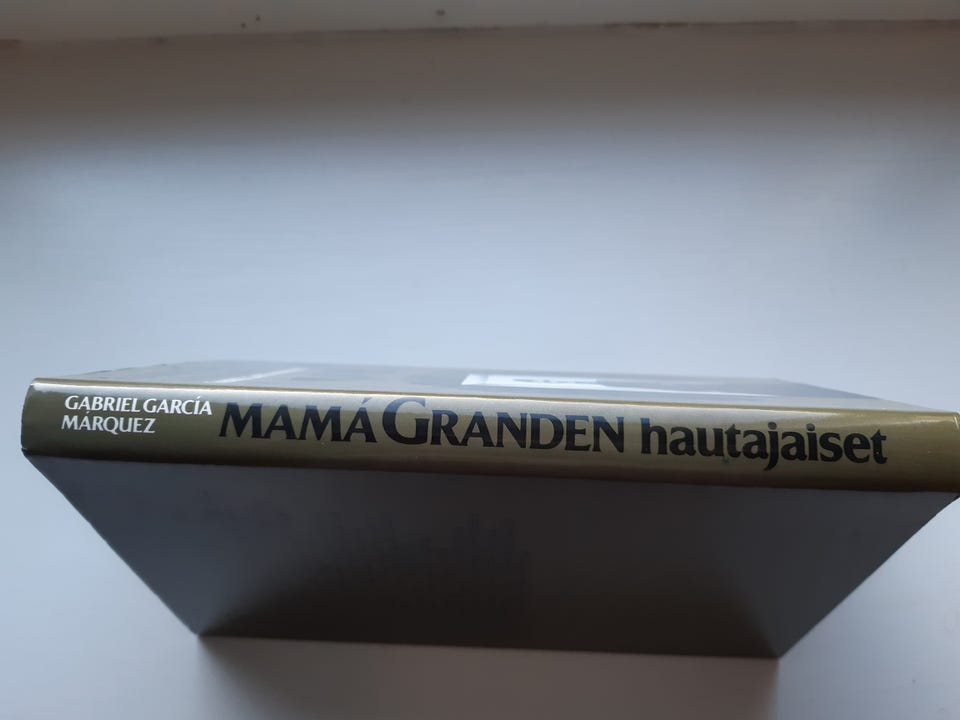 GABRIEL GARCÍA
MÁRQUEZ
MAMÁ GRANDEN hautajaiset